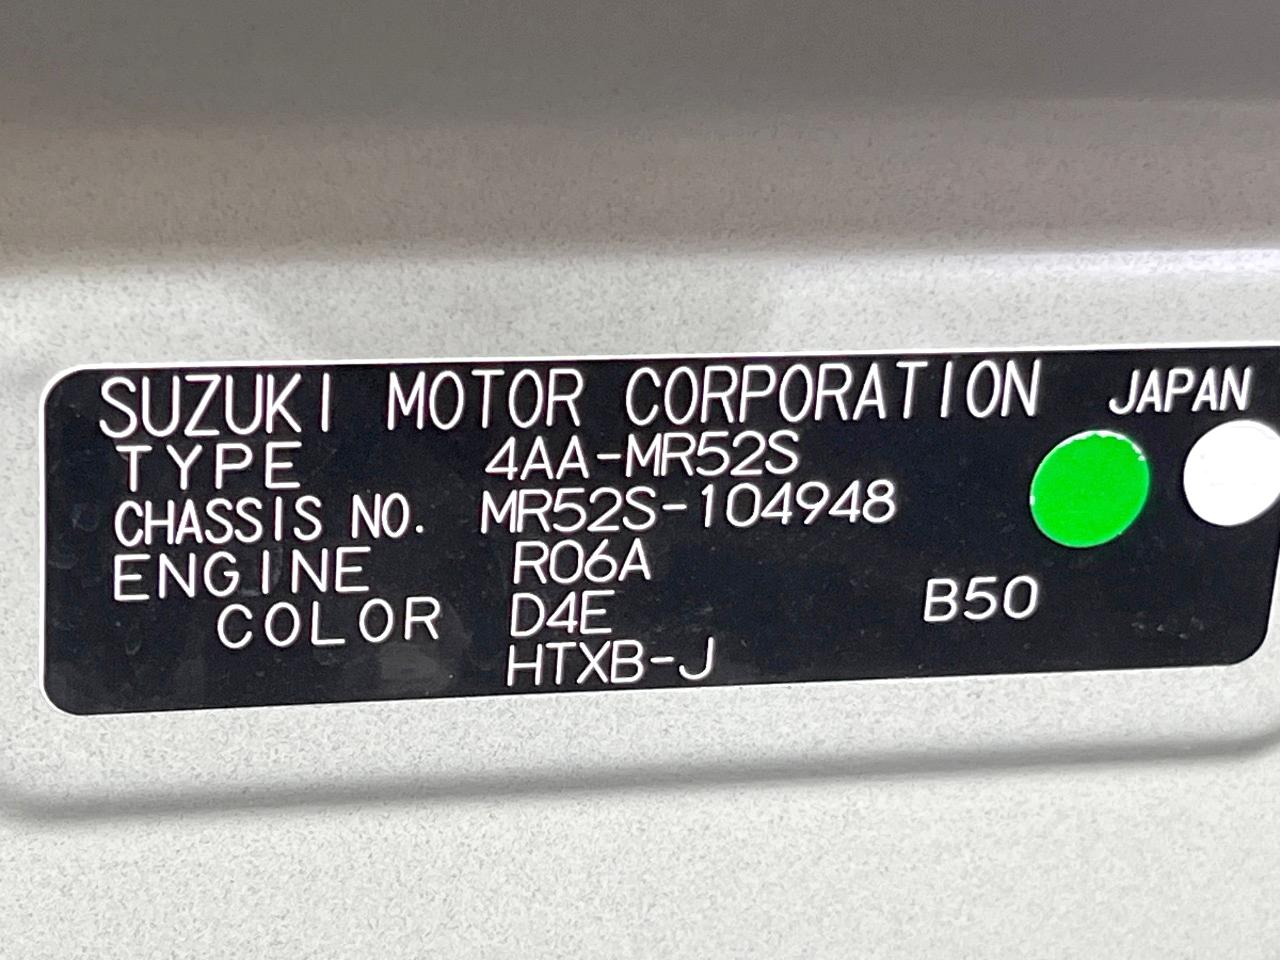 SUZUKI MOTOR CORPORATION JAPAN
TYPE 4AA-MR52S
CHASSIS NO. MR52S-104948
ENGINE R06A
COLOR D4E B50
HTXB-J